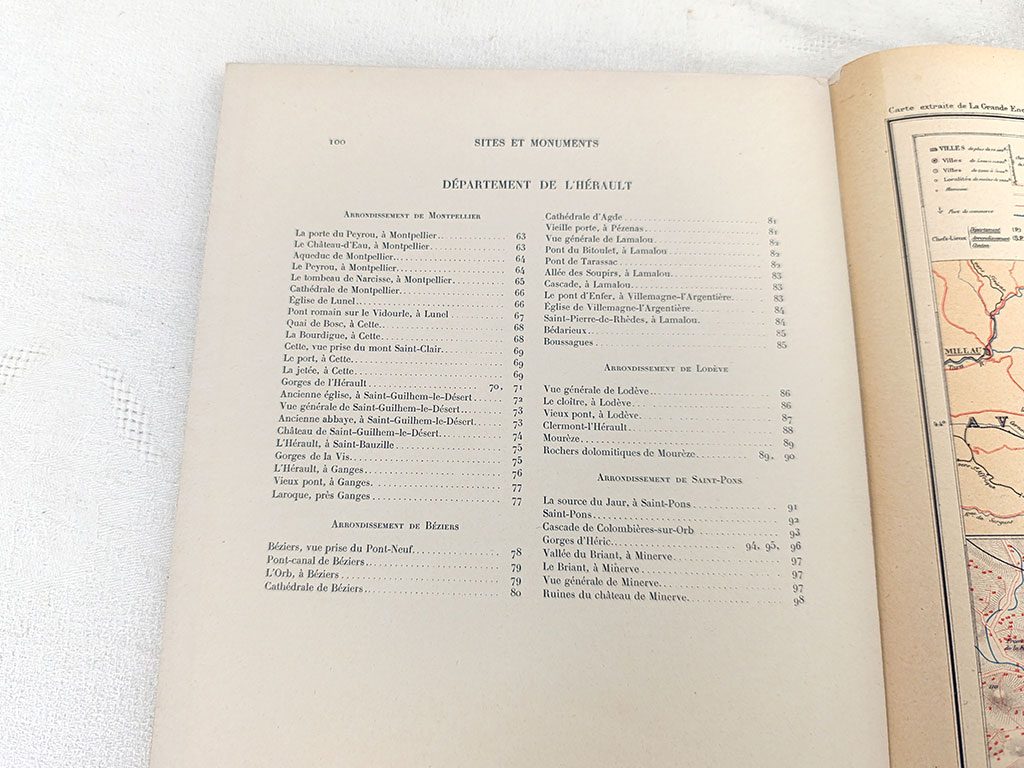 100
SITES ET MONUMENTS
DÉPARTEMENT DE L'HÉRAULT
ARRONDISSEMENT DE MONTPELLIER
La porte du Peyrou, à Montpellier 63
Le Château-d'Eau, à Montpellier 63
Aqueduc de Montpellier 64
Le Peyrou, à Montpellier 64
Le tombeau de Narcisse, à Montpellier 65
Cathédrale de Montpellier 66
Église de Lunel 66
Pont romain sur le Vidourle, à Lunel 67
Quai de Bosc, à Cette 68
La Bourdigue, à Cette 68
Cette, vue prise du mont Saint-Clair 69
Le port, à Cette 69
La jetée, à Cette 69
Gorges de l'Hérault 70, 71
Ancienne église, à Saint-Guilhem-le-Désert 72
Vue générale de Saint-Guilhem-le-Désert 73
Ancienne abbaye, à Saint-Guilhem-le-Désert 73
Château de Saint-Guilhem-le-Désert 74
L'Hérault, à Saint-Bauzille 75
Gorges de la Vis 75
L'Hérault, à Ganges 76
Vieux pont, à Ganges 77
Laroque, près Ganges 77
ARRONDISSEMENT DE BÉZIERS
Béziers, vue prise du Pont-Neuf 78
Pont-canal de Béziers 79
L'Orb, à Béziers 79
Cathédrale de Béziers 80
Cathédrale d'Agde 81
Vieille porte, à Pézenas 81
Vue générale de Lamalou 82
Pont du Bitoulet, à Lamalou 82
Pont de Tarassac 82
Allée des Soupirs, à Lamalou 83
Cascade, à Lamalou 83
Le pont d'Enfer, à Villemagne-l'Argentière 83
Église de Villemagne-l'Argentière 84
Saint-Pierre-de-Rhèdes, à Lamalou 84
Bédarieux 85
Boussagues 85
ARRONDISSEMENT DE LODÈVE
Vue générale de Lodève 86
Le cloître, à Lodève 86
Vieux pont, à Lodève 87
Clermont-l'Hérault 88
Mourèze 89
Rochers dolomitiques de Mourèze 89, 90
ARRONDISSEMENT DE SAINT-PONS
La source du Jaur, à Saint-Pons 91
Saint-Pons 92
Cascade de Colombières-sur-Orb 93
Gorges d'Héric 94, 95, 96
Vallée du Briant, à Minerve 97
Le Briant, à Minerve 97
Vue générale de Minerve 97
Ruines du château de Minerve 98
Carte extraite de La Grande
VILLES
Villes
Villes
Localités
Port de commerce
Chefs-Lieux
Département
Arrondissement
Canton
MILLAU
Tarn
A V